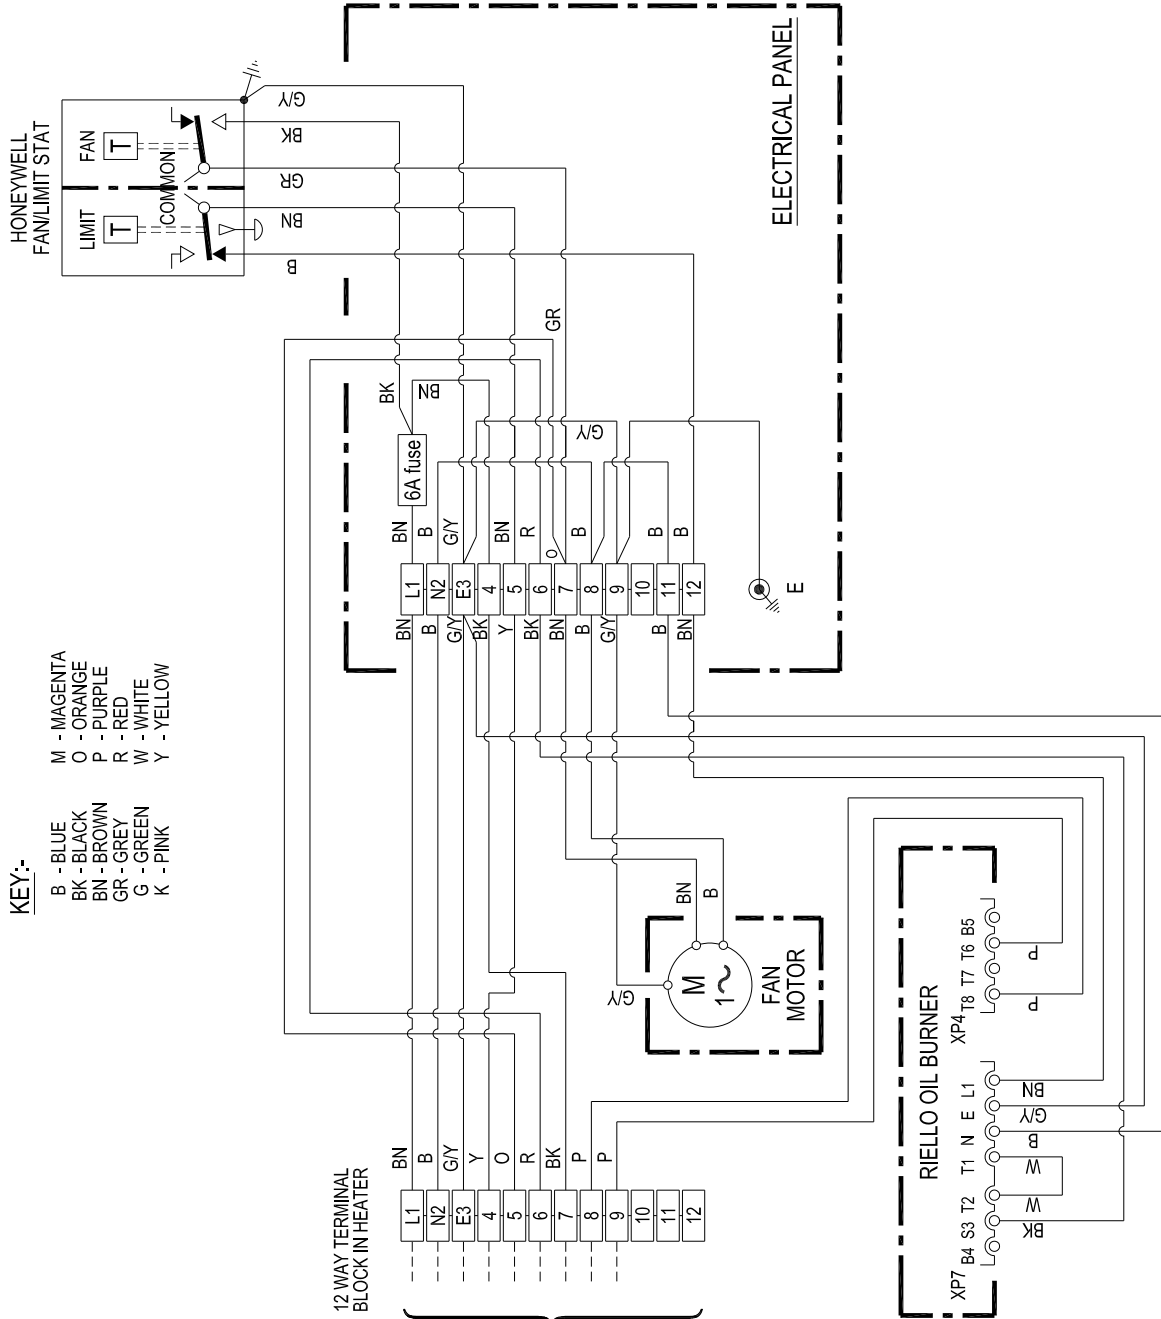 HONEYWELL
FAN/LIMIT STAT
LIMIT
FAN
T
T
COMMON
B
BN
GR
BK
G/Y
ELECTRICAL PANEL
GR
BK
BN
6A fuse
G/Y
BN
B
G/Y
BN
R
O
B
B
B
L1
N2
E3
4
5
6
7
8
9
10
11
12
E
BN
B
G/Y
BK
Y
BK
BN
B
G/Y
B
BN
KEY:-
B - BLUE
BK - BLACK
BN - BROWN
GR - GREY
G - GREEN
K - PINK
M - MAGENTA
O - ORANGE
P - PURPLE
R - RED
W - WHITE
Y - YELLOW
BN
B
G/Y
M
1~
FAN
MOTOR
12 WAY TERMINAL
BLOCK IN HEATER
BN
B
G/Y
Y
O
R
BK
P
P
L1
N2
E3
4
5
6
7
8
9
10
11
12
RIELLO OIL BURNER
XP7
B4
S3
T2
T1
N
E
L1
XP4
T8
T7
T6
B5
BK
W
W
B
G/Y
BN
P
P